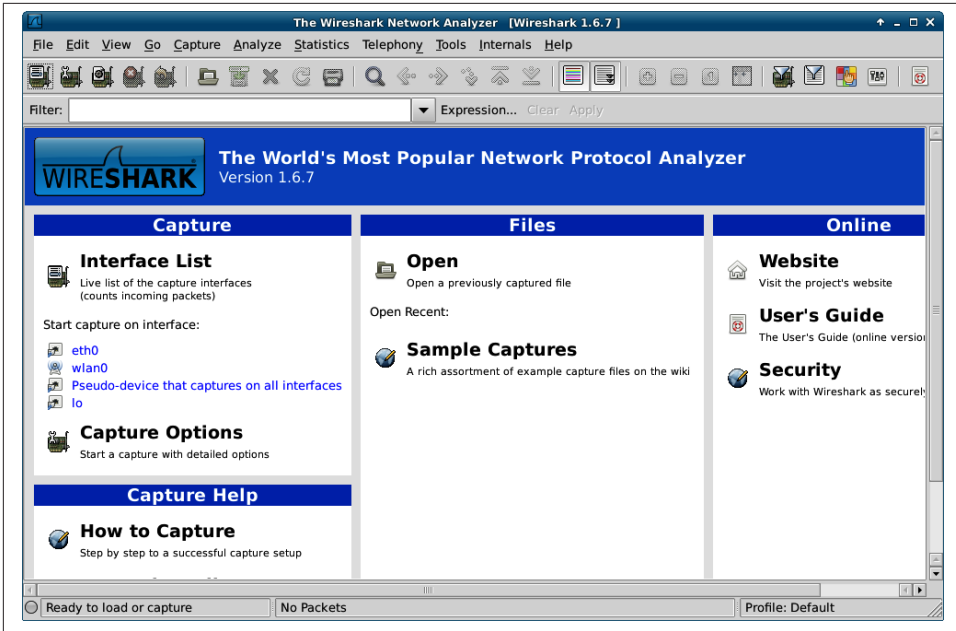 The Wireshark Network Analyzer [Wireshark 1.6.7 ]
File Edit View Go Capture Analyze Statistics Telephony Tools Internals Help
Filter: Expression... Clear Apply
WIRESHARK
The World's Most Popular Network Protocol Analyzer
Version 1.6.7
Capture
Interface List
Live list of the capture interfaces
(counts incoming packets)
Start capture on interface:
eth0
wlan0
Pseudo-device that captures on all interfaces
lo
Capture Options
Start a capture with detailed options
Capture Help
How to Capture
Step by step to a successful capture setup
Files
Open
Open a previously captured file
Open Recent:
Sample Captures
A rich assortment of example capture files on the wiki
Online
Website
Visit the project's website
User's Guide
The User's Guide (online version
Security
Work with Wireshark as securely
Ready to load or capture
No Packets
Profile: Default